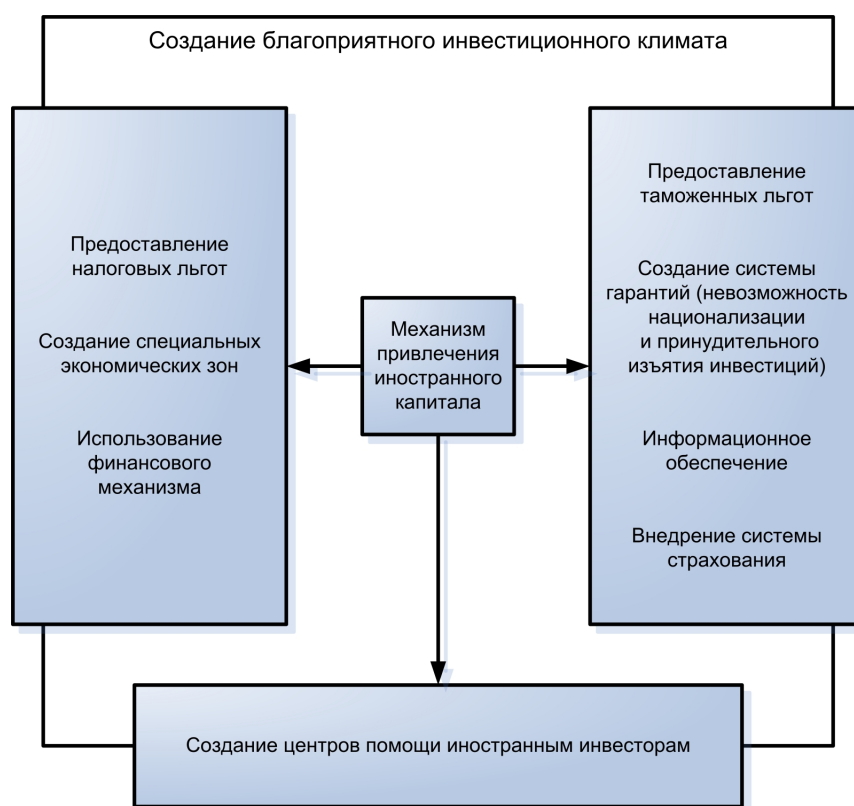 Создание благоприятного инвестиционного климата
Предоставление
налоговых льгот
Создание специальных
экономических зон
Использование
финансового
механизма
Механизм
привлечения
иностранного
капитала
Предоставление
таможенных льгот
Создание системы
гарантий (невозможность
национализации
и принудительного
изъятия инвестиций)
Информационное
обеспечение
Внедрение системы
страхования
Создание центров помощи иностранным инвесторам